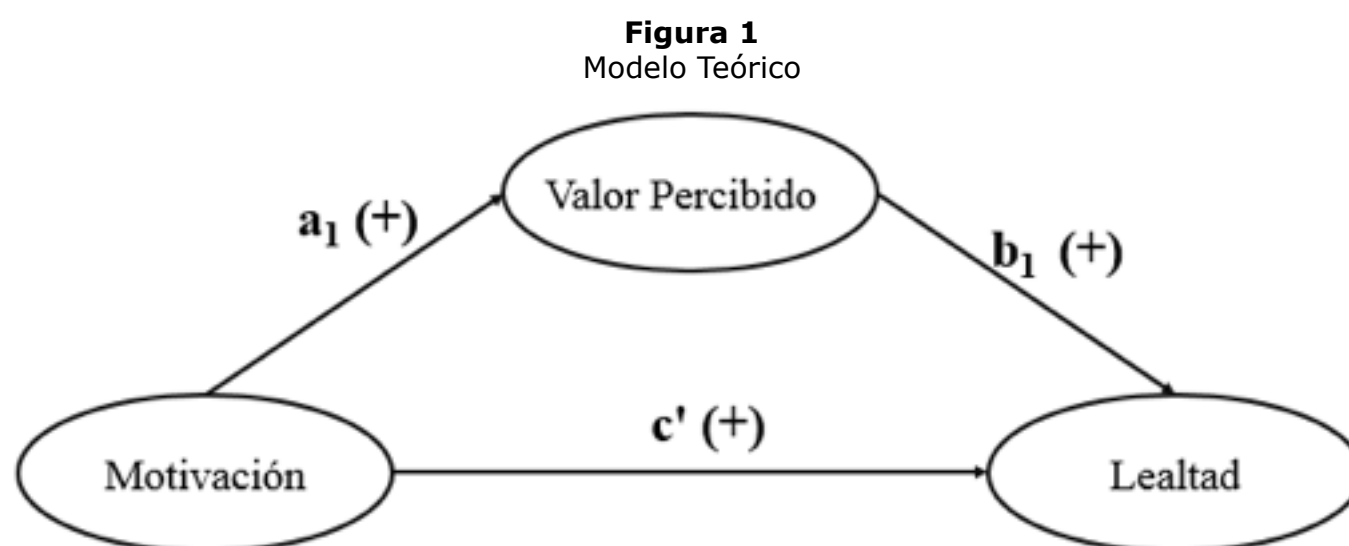 Figura 1
Modelo Teórico
Valor Percibido
a₁ (+)
b₁ (+)
c' (+)
Motivación
Lealtad